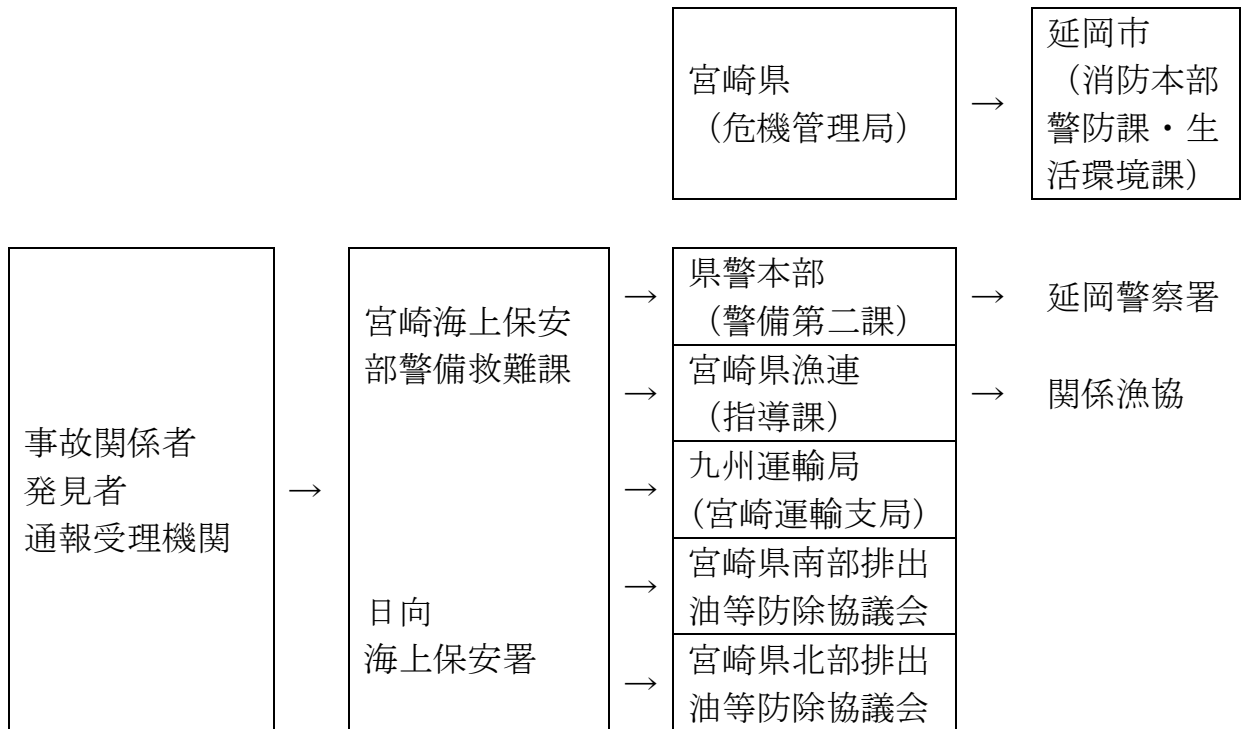 宮崎県
(危機管理局)
→
延岡市
(消防本部
警防課・生
活環境課)
事故関係者
発見者
通報受理機関
→
宮崎海上保安
部警備救難課
日向
海上保安署
→
県警本部
(警備第二課)
→
延岡警察署
→
宮崎県漁連
(指導課)
→
関係漁協
→
九州運輸局
(宮崎運輸支局)
→
宮崎県南部排出
油等防除協議会
→
宮崎県北部排出
油等防除協議会